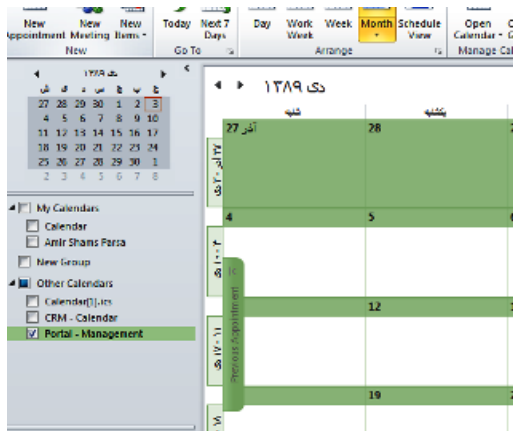 New Appointment
New Meeting
New Items
Today
Next 7 Days
Day
Work Week
Week
Month
Schedule View
Open Calendar
New
Go To
Arrange
Manage Cal
دی ۱۳۸۹
ش ی د س چ پ ج
27 28 29 30 1 2 3
4 5 6 7 8 9 10
11 12 13 14 15 16 17
18 19 20 21 22 23 24
25 26 27 28 29 30 1
2 3 4 5 6 7 8
My Calendars
Calendar
Amir Shams Parsa
New Group
Other Calendars
Calendar[1].ics
CRM - Calendar
Portal - Management
دی ۱۳۸۹
شنبه
یکشنبه
27 آذر
28
4
5
12
19
Previous Appointment